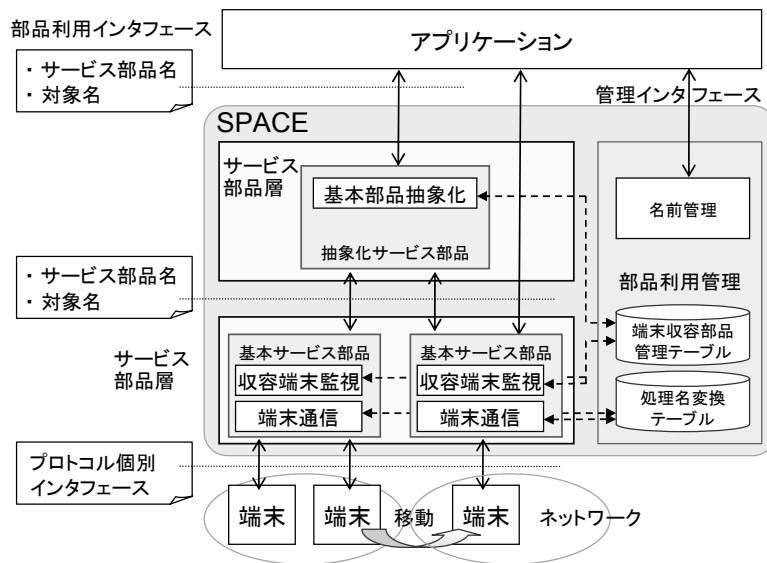 部品利用インタフェース
・ サービス部品名
・ 対象名
アプリケーション
管理インタフェース
SPACE
サービス
部品層
基本部品抽象化
抽象化サービス部品
名前管理
部品利用管理
・ サービス部品名
・ 対象名
端末収容部品
管理テーブル
サービス
部品層
基本サービス部品
収容端末監視
端末通信
基本サービス部品
収容端末監視
端末通信
処理名変換
テーブル
プロトコル個別
インタフェース
端末
端末
移動
端末
ネットワーク